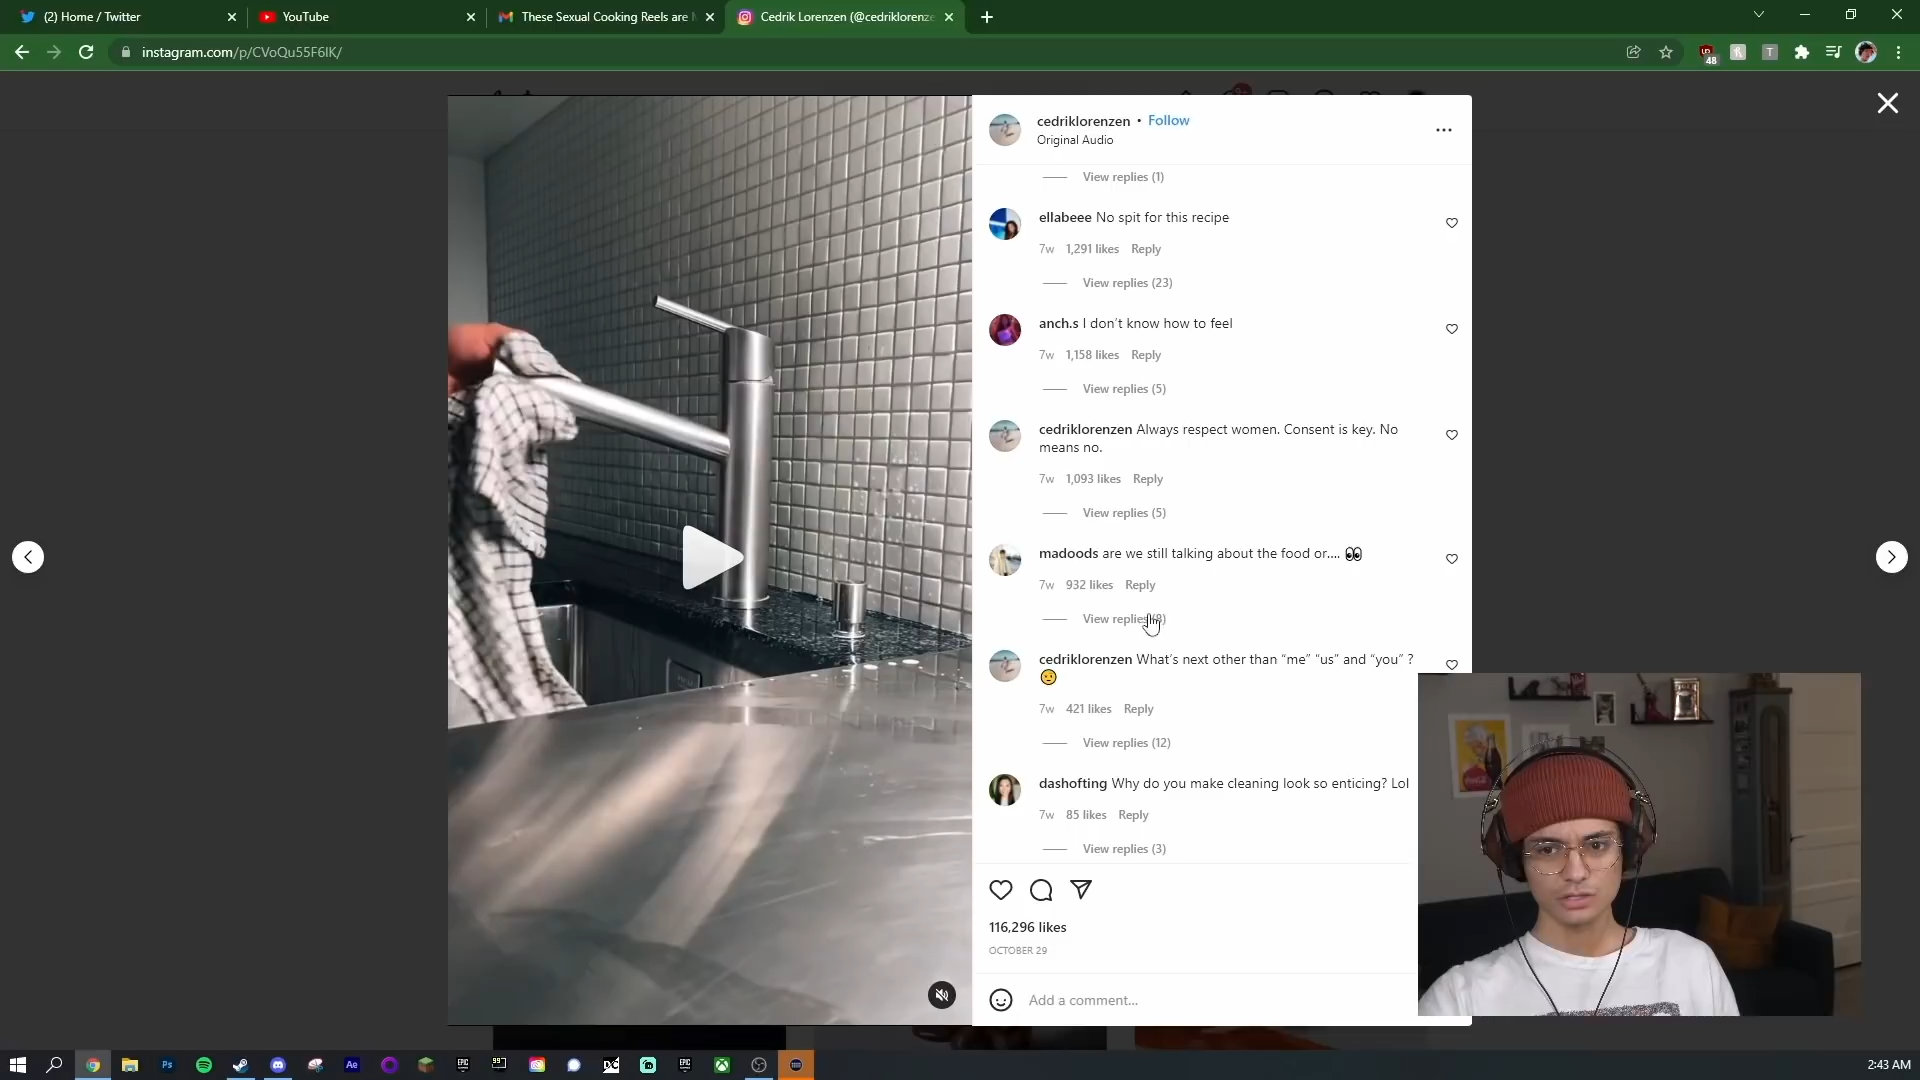 (2) Home / Twitter
YouTube
These Sexual Cooking Reels are
Cedrik Lorenzen (@cedriklorenze
instagram.com/p/CVoQu55F6lK/
48
cedriklorenzen • Follow
Original Audio
View replies (1)
ellabeee No spit for this recipe
7w 1,291 likes Reply
View replies (23)
anch.s I don't know how to feel
7w 1,158 likes Reply
View replies (5)
cedriklorenzen Always respect women. Consent is key. No
means no.
7w 1,093 likes Reply
View replies (5)
madoods are we still talking about the food or.... 👀
7w 932 likes Reply
View replies
cedriklorenzen What's next other than “me” “us” and “you” ?
7w 421 likes Reply
View replies (12)
dashofting Why do you make cleaning look so enticing? Lol
7w 85 likes Reply
View replies (3)
116,296 likes
OCTOBER 29
Add a comment...
2:43 AM